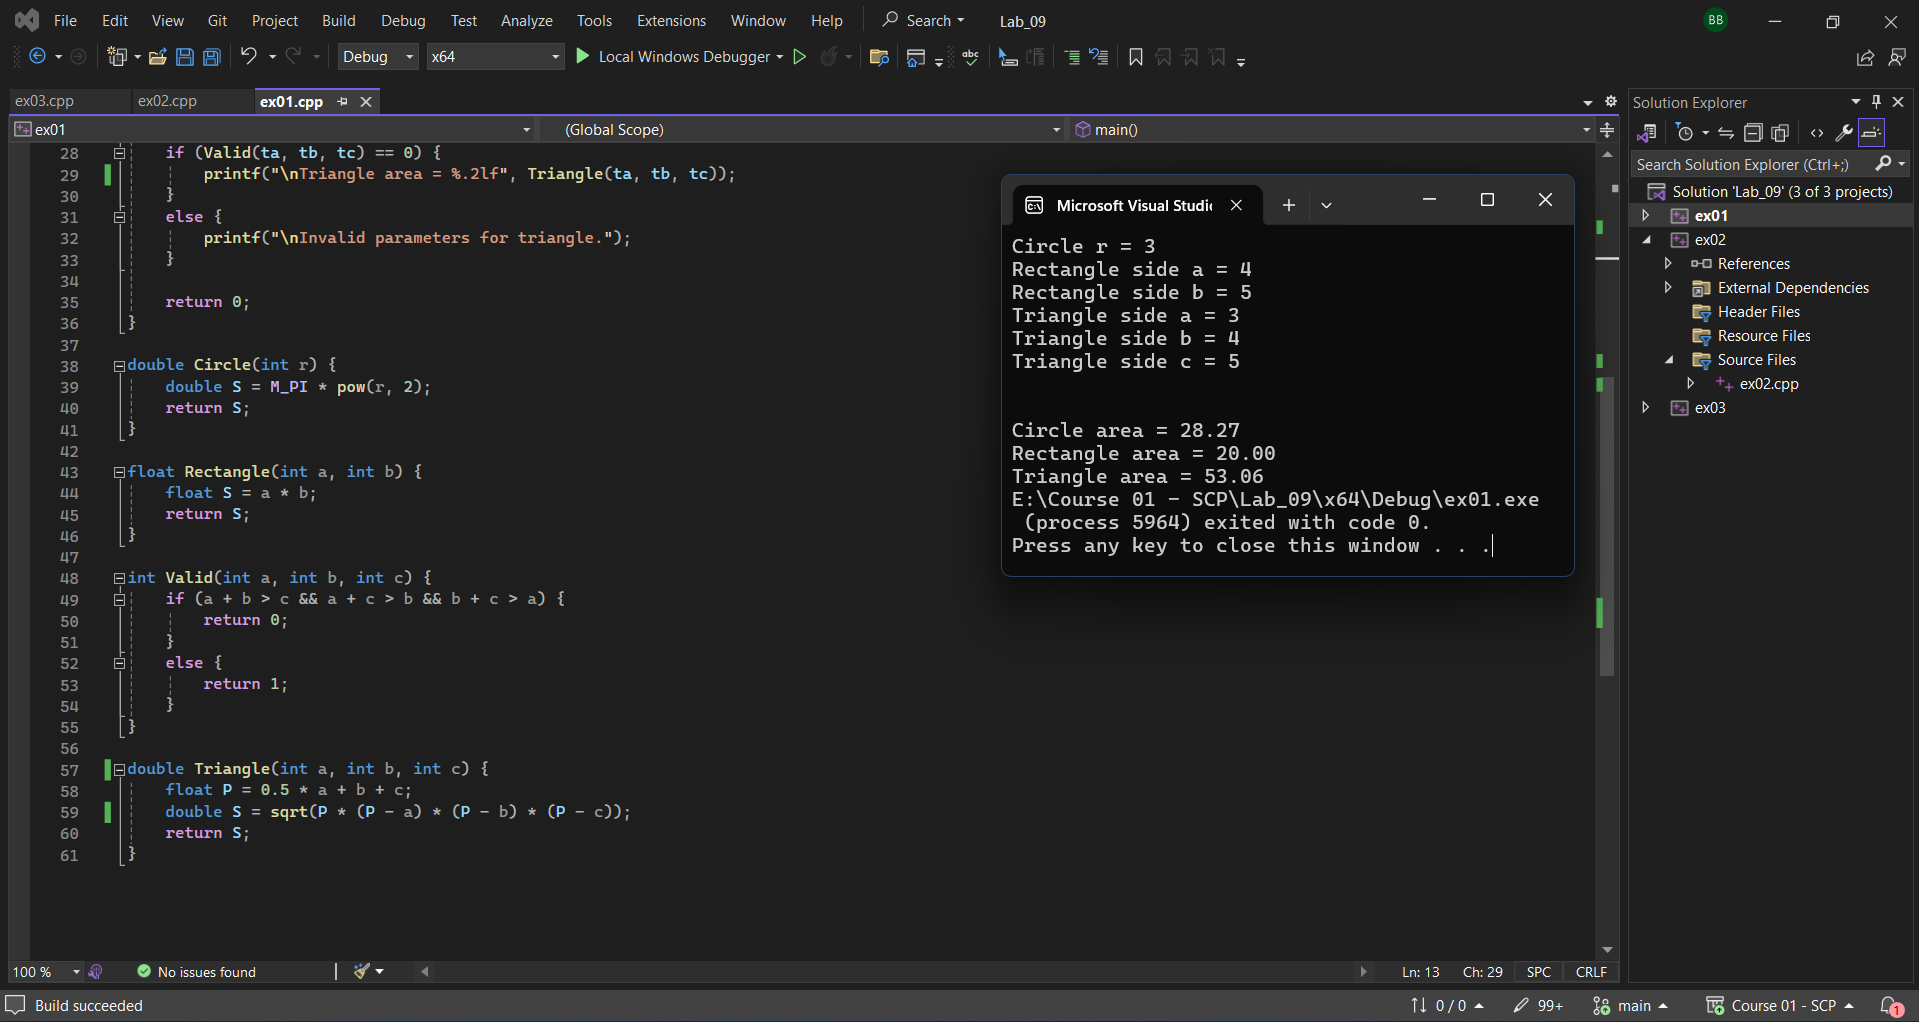 File Edit View Git Project Build Debug Test Analyze Tools Extensions Window Help Search Lab_09 BB
Debug x64 Local Windows Debugger abc
ex03.cpp ex02.cpp ex01.cpp
ex01 (Global Scope) main()
28 if (Valid(ta, tb, tc) == 0) {
29 printf("\nTriangle area = %.2lf", Triangle(ta, tb, tc));
30 }
31 else {
32 printf("\nInvalid parameters for triangle.");
33 }
34
35 return 0;
36 }
37
38 double Circle(int r) {
39 double S = M_PI * pow(r, 2);
40 return S;
41 }
42
43 float Rectangle(int a, int b) {
44 float S = a * b;
45 return S;
46 }
47
48 int Valid(int a, int b, int c) {
49 if (a + b > c && a + c > b && b + c > a) {
50 return 0;
51 }
52 else {
53 return 1;
54 }
55 }
56
57 double Triangle(int a, int b, int c) {
58 float P = 0.5 * a + b + c;
59 double S = sqrt(P * (P - a) * (P - b) * (P - c));
60 return S;
61 }
Microsoft Visual Studi
Circle r = 3
Rectangle side a = 4
Rectangle side b = 5
Triangle side a = 3
Triangle side b = 4
Triangle side c = 5
Circle area = 28.27
Rectangle area = 20.00
Triangle area = 53.06
E:\Course 01 - SCP\Lab_09\x64\Debug\ex01.exe
(process 5964) exited with code 0.
Press any key to close this window . . .
Solution Explorer
Search Solution Explorer (Ctrl+;)
Solution 'Lab_09' (3 of 3 projects)
ex01
ex02
References
External Dependencies
Header Files
Resource Files
Source Files
ex02.cpp
ex03
100 % No issues found Ln: 13 Ch: 29 SPC CRLF
Build succeeded 0 / 0 99+ main Course 01 - SCP 1